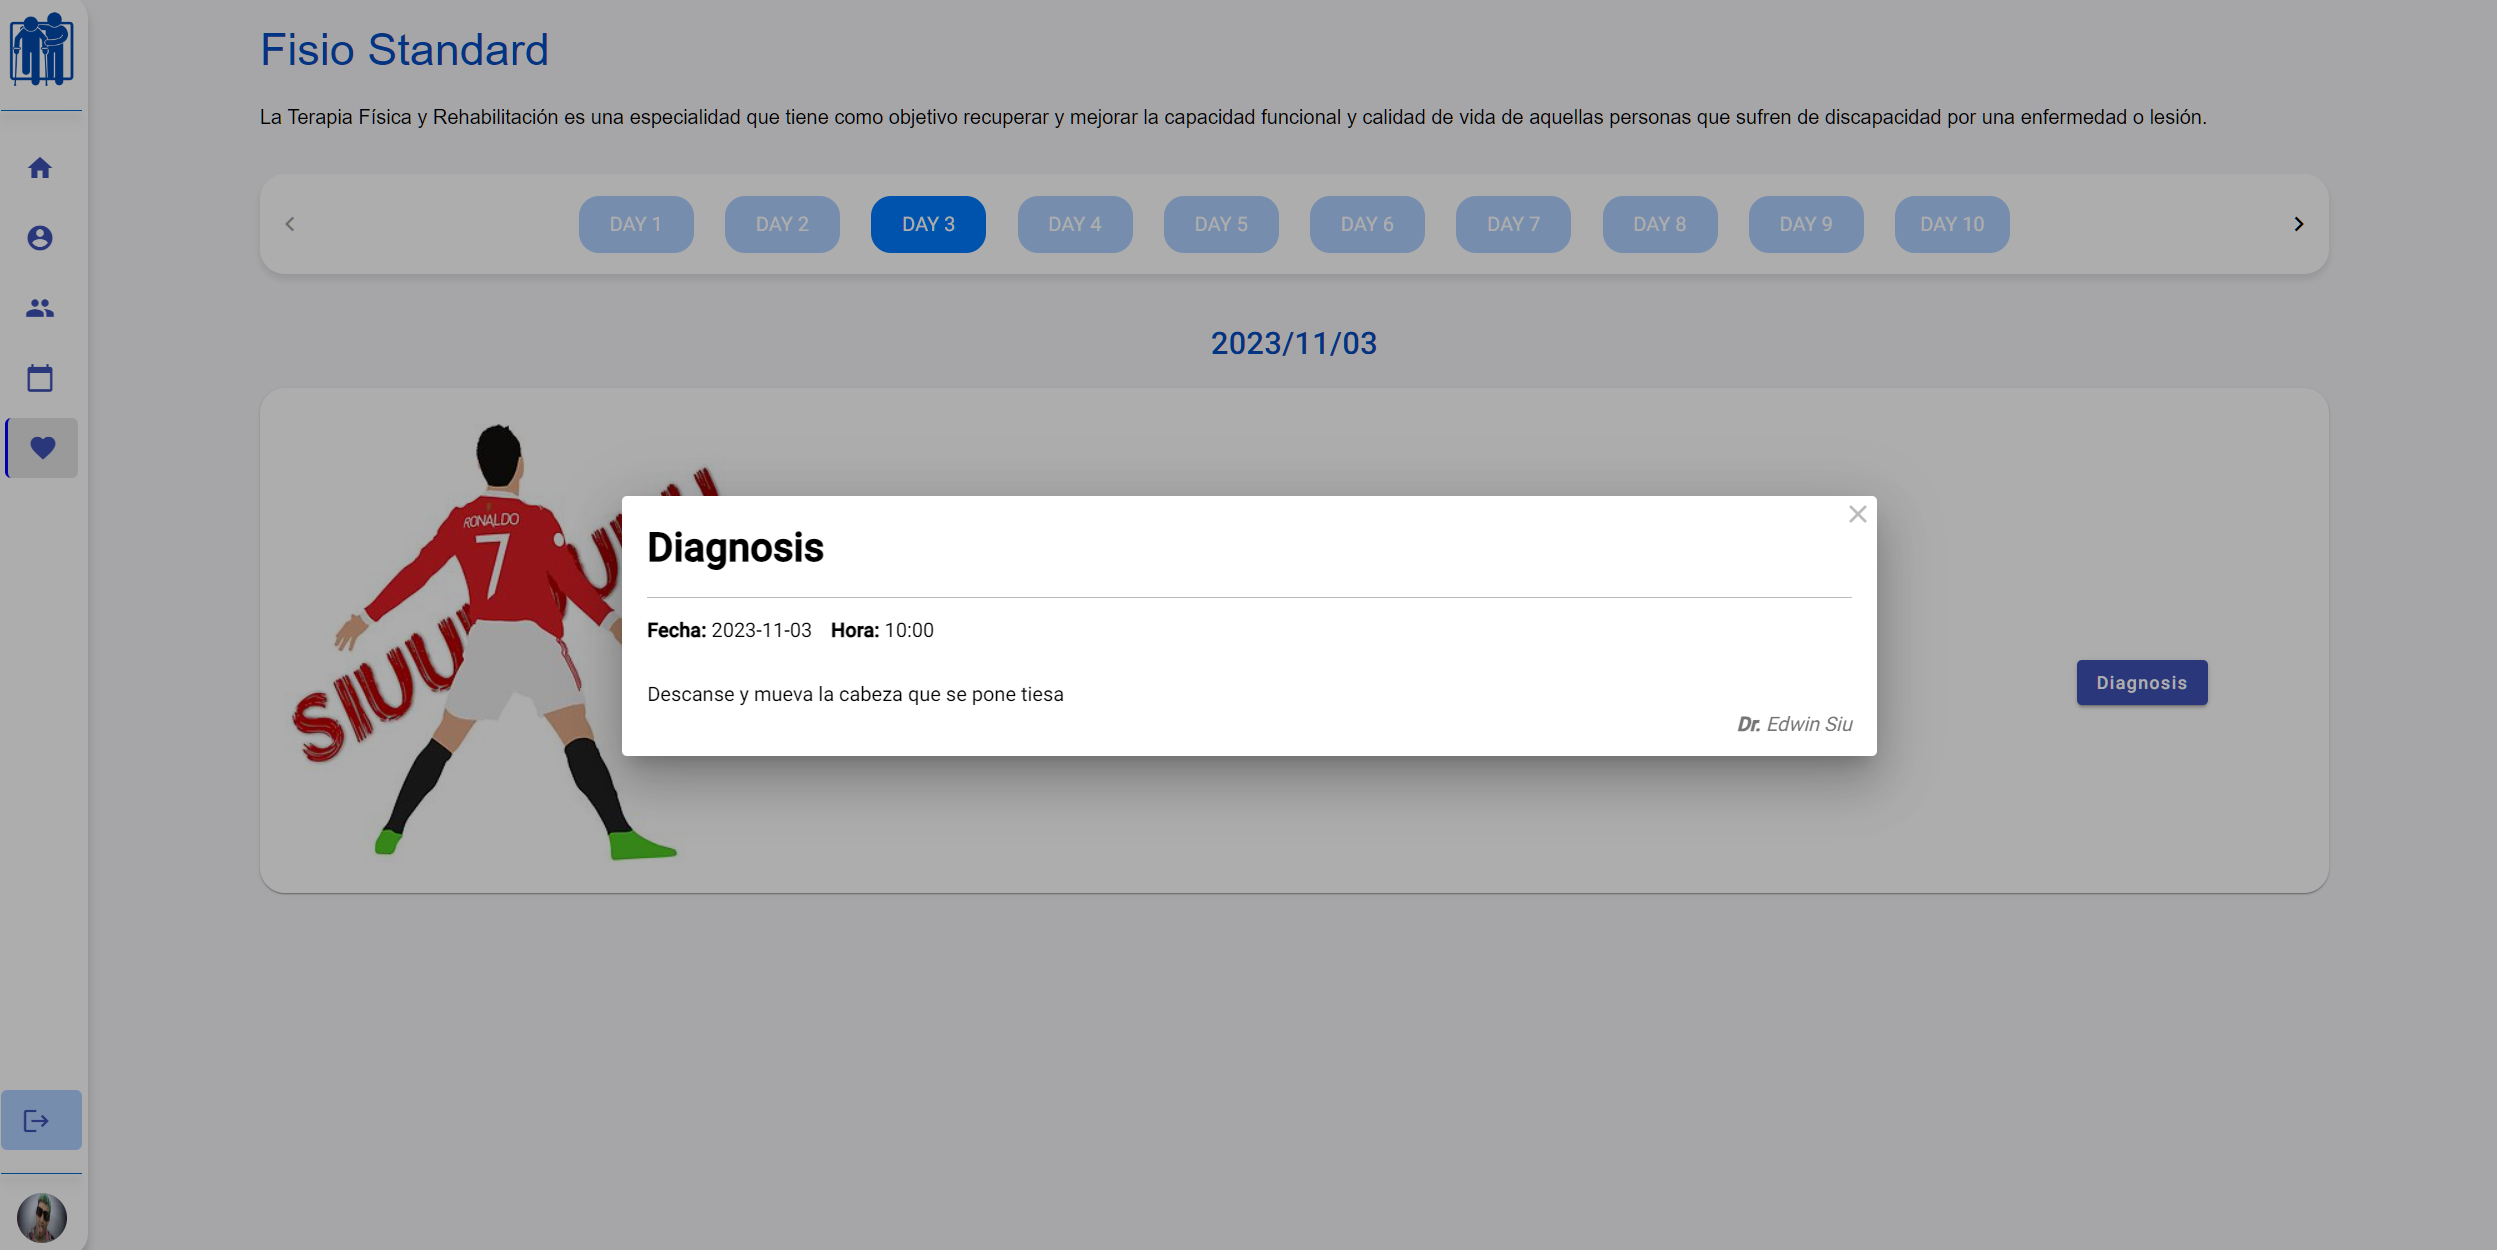 Fisio Standard
La Terapia Física y Rehabilitación es una especialidad que tiene como objetivo recuperar y mejorar la capacidad funcional y calidad de vida de aquellas personas que sufren de discapacidad por una enfermedad o lesión.
DAY 1 DAY 2 DAY 3 DAY 4 DAY 5 DAY 6 DAY 7 DAY 8 DAY 9 DAY 10
2023/11/03
RONALDO
7
Diagnosis
Fecha: 2023-11-03 Hora: 10:00
Descanse y mueva la cabeza que se pone tiesa
Dr. Edwin Siu
Diagnosis